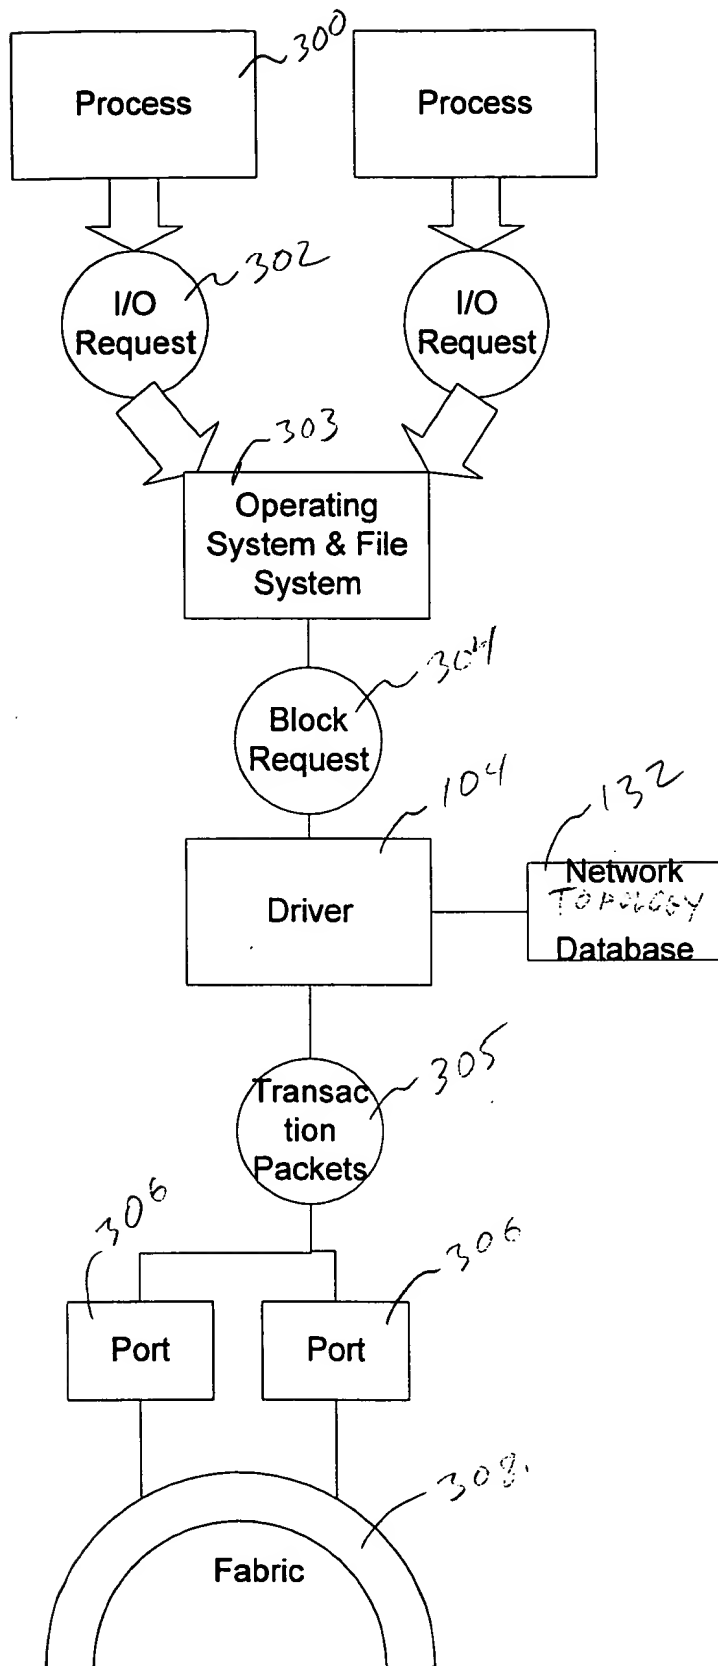 300
Process
Process
302
I/O
Request
I/O
Request
303
Operating
System & File
System
304
Block
Request
104
132
Network
TOPOLOGY
Database
Driver
305
Transac
tion
Packets
306
306
Port
Port
308.
Fabric